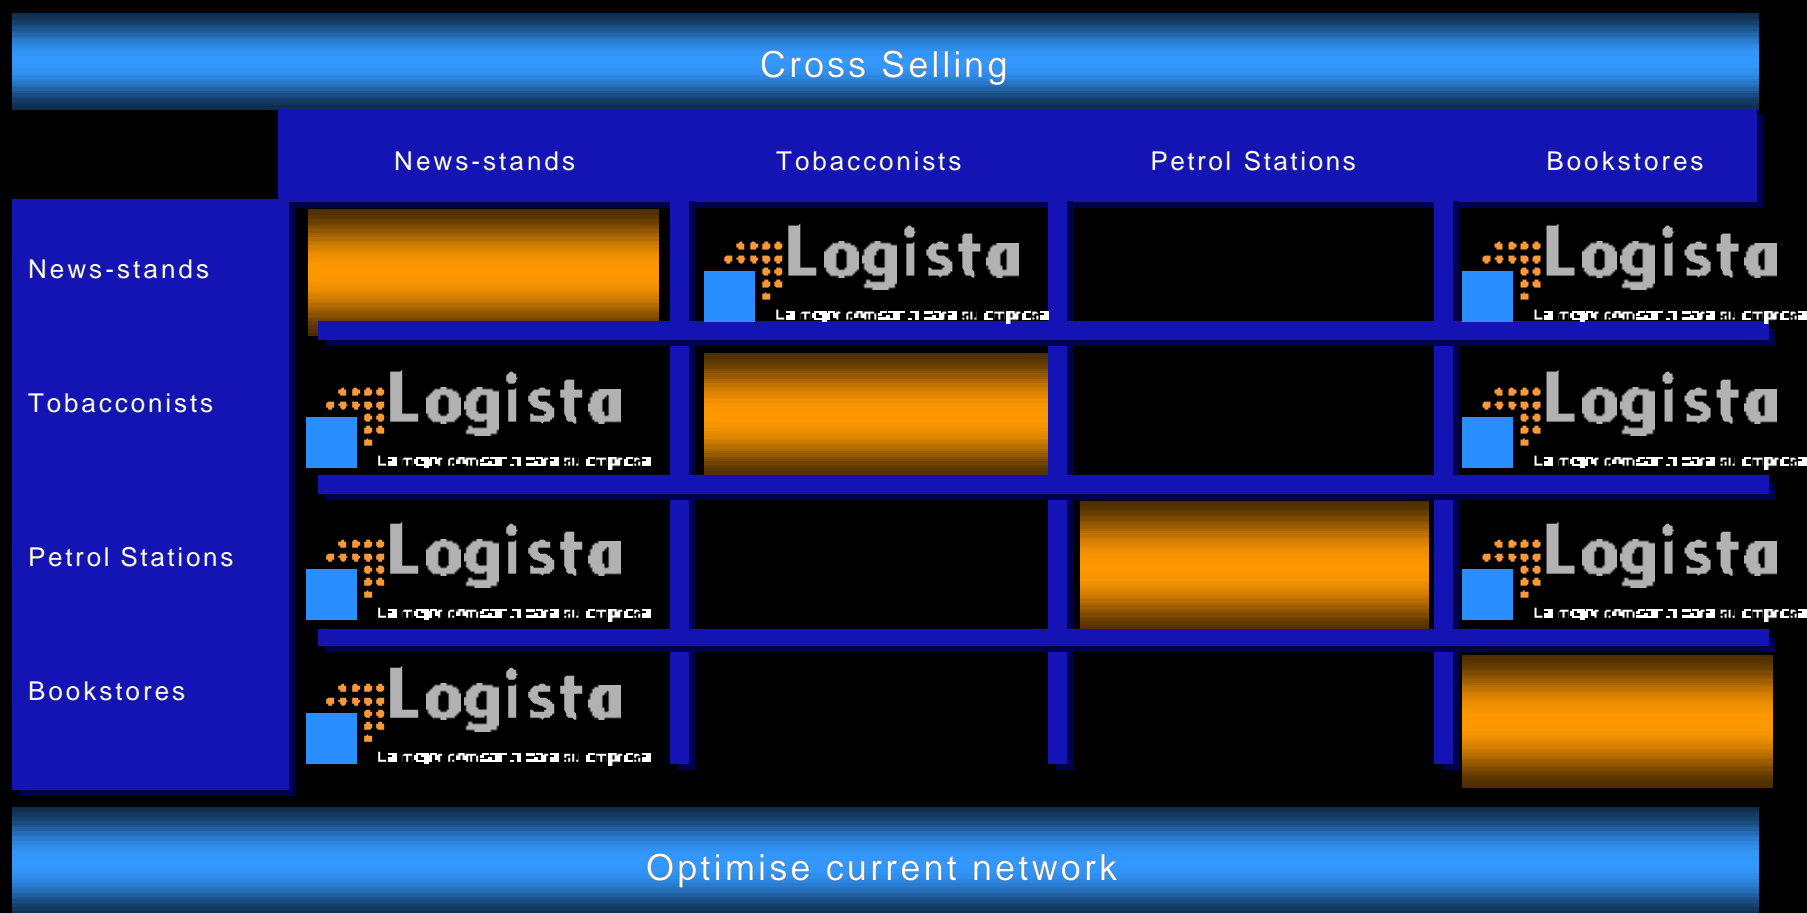 Cross Selling
News-stands Tobacconists Petrol Stations Bookstores
News-stands Logista Logista
Tobacconists Logista Logista
Petrol Stations Logista Logista
Bookstores Logista
Optimise current network